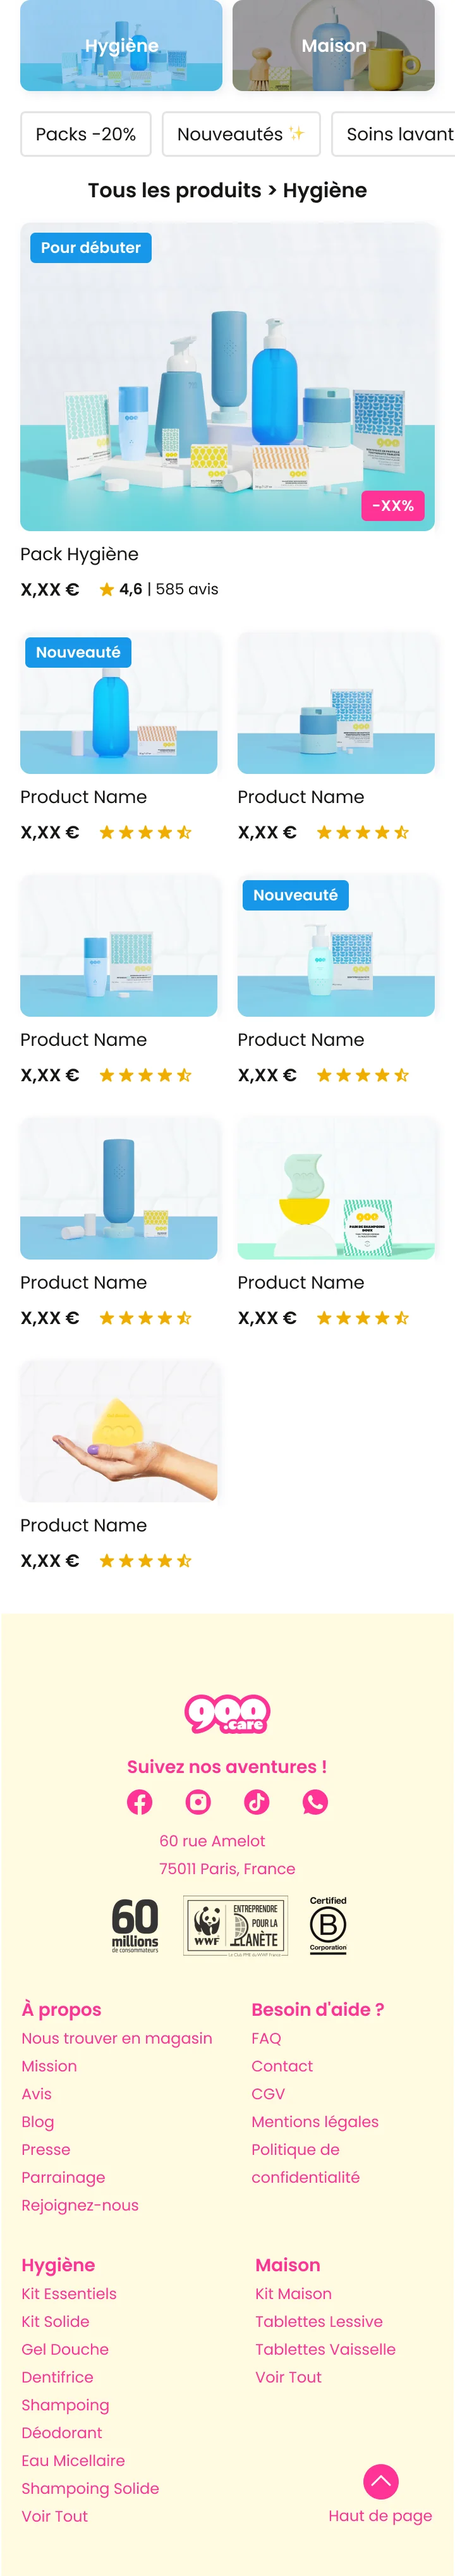 Hygiène
Maison
Packs -20%
Nouveautés ✨
Soins lavant
Tous les produits > Hygiène
Pour débuter
-XX%
Pack Hygiène
X,XX €
4,6 | 585 avis
Nouveauté
Product Name
Product Name
X,XX €
X,XX €
Nouveauté
Product Name
Product Name
X,XX €
X,XX €
Product Name
Product Name
X,XX €
X,XX €
Product Name
X,XX €
900
.care
Suivez nos aventures !
60 rue Amelot
75011 Paris, France
60
millions
de consommateurs
WWF
ENTREPRENDRE
POUR LA
PLANÈTE
Certified
B
Corporation
À propos
Nous trouver en magasin
Mission
Avis
Blog
Presse
Parrainage
Rejoignez-nous
Besoin d'aide ?
FAQ
Contact
CGV
Mentions légales
Politique de
confidentialité
Hygiène
Kit Essentiels
Kit Solide
Gel Douche
Dentifrice
Shampoing
Déodorant
Eau Micellaire
Shampoing Solide
Voir Tout
Maison
Kit Maison
Tablettes Lessive
Tablettes Vaisselle
Voir Tout
Haut de page